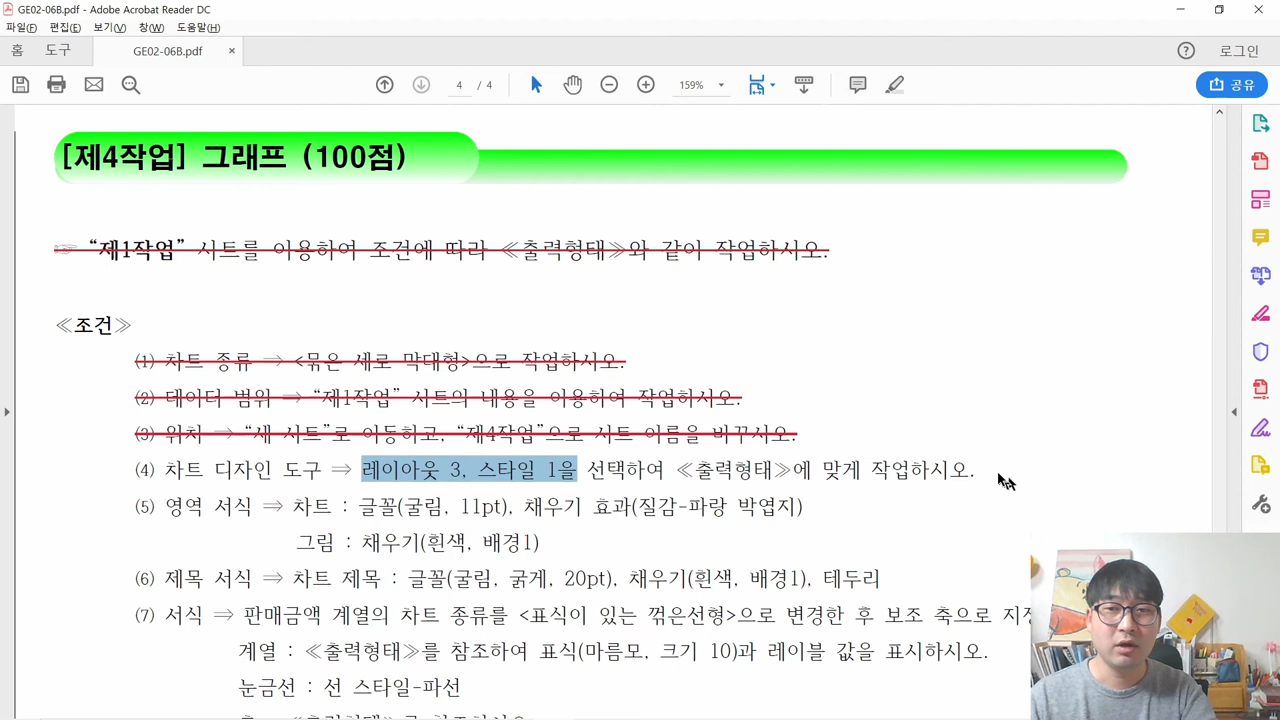 GE02-06B.pdf - Adobe Acrobat Reader DC
파일(F) 편집(E) 보기(V) 창(W) 도움말(H)
홈 도구 GE02-06B.pdf × 로그인
4 / 4 159% 공유
[제4작업] 그래프 (100점)
☞ “제1작업” 시트를 이용하여 조건에 따라 ≪출력형태≫와 같이 작업하시오.
≪조건≫
(1) 차트 종류 ⇒ <묶은 세로 막대형>으로 작업하시오.
(2) 데이터 범위 ⇒ “제1작업” 시트의 내용을 이용하여 작업하시오.
(3) 위치 ⇒ “새 시트”로 이동하고, “제4작업”으로 시트 이름을 바꾸시오.
(4) 차트 디자인 도구 ⇒ 레이아웃 3, 스타일 1을 선택하여 ≪출력형태≫에 맞게 작업하시오.
(5) 영역 서식 ⇒ 차트 : 글꼴(굴림, 11pt), 채우기 효과(질감-파랑 박엽지)
그림 : 채우기(흰색, 배경1)
(6) 제목 서식 ⇒ 차트 제목 : 글꼴(굴림, 굵게, 20pt), 채우기(흰색, 배경1), 테두리
(7) 서식 ⇒ 판매금액 계열의 차트 종류를 <표식이 있는 꺾은선형>으로 변경한 후 보조 축으로
계열 : ≪출력형태≫를 참조하여 표식(마름모, 크기 10)과 레이블 값을 표시하시오.
눈금선 : 선 스타일-파선